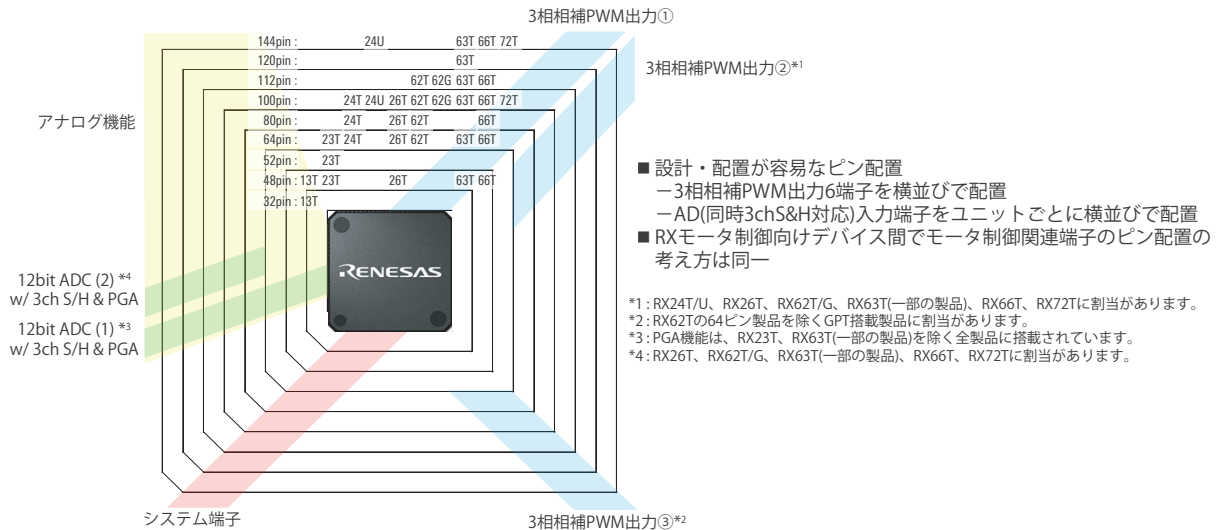 3相相補PWM出力①
3相相補PWM出力②*1
アナログ機能
144pin : 24U 63T 66T 72T
120pin : 63T
112pin : 62T 62G 63T 66T
100pin : 24T 24U 26T 62T 62G 63T 66T 72T
80pin : 24T 26T 62T 66T
64pin : 23T 24T 26T 62T 63T 66T
52pin : 23T
48pin : 13T 23T 26T 63T 66T
32pin : 13T
RENESAS
12bit ADC (2) *4
w/ 3ch S/H & PGA
12bit ADC (1) *3
w/ 3ch S/H & PGA
システム端子
3相相補PWM出力③*2
■ 設計・配置が容易なピン配置
－3相相補PWM出力6端子を横並びで配置
－AD(同時3chS&H対応)入力端子をユニットごとに横並びで配置
■ RXモータ制御向けデバイス間でモータ制御関連端子のピン配置の
考え方は同一
*1 : RX24T/U、RX26T、RX62T/G、RX63T(一部の製品)、RX66T、RX72Tに割当があります。
*2 : RX62Tの64ピン製品を除くGPT搭載製品に割当があります。
*3 : PGA機能は、RX23T、RX63T(一部の製品)を除く全製品に搭載されています。
*4 : RX26T、RX62T/G、RX63T(一部の製品)、RX66T、RX72Tに割当があります。